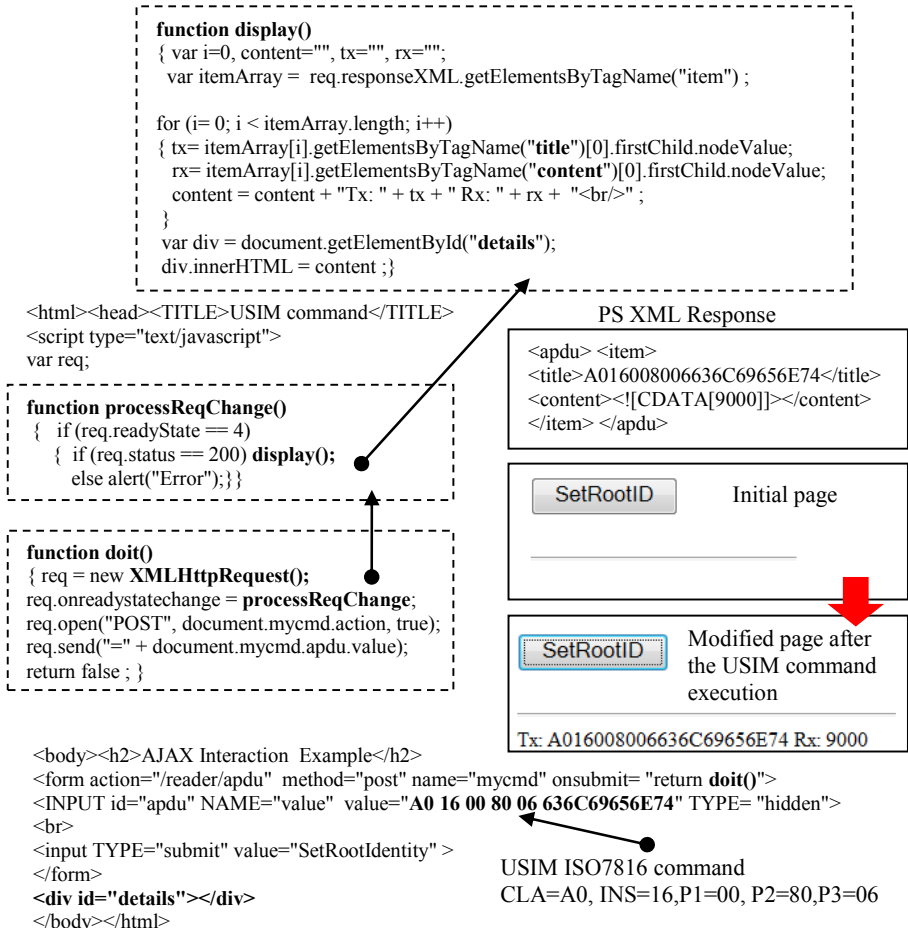 function display()
{ var i=0, content="", tx="", rx="";
var itemArray = req.responseXML.getElementsByTagName("item") ;
for (i= 0; i < itemArray.length; i++)
{ tx= itemArray[i].getElementsByTagName("title")[0].firstChild.nodeValue;
rx= itemArray[i].getElementsByTagName("content")[0].firstChild.nodeValue;
content = content + "Tx: " + tx + " Rx: " + rx + "<br/>" ;
}
var div = document.getElementById("details");
div.innerHTML = content ;}
<html><head><TITLE>USIM command</TITLE>
<script type="text/javascript">
var req;
function processReqChange()
{ if (req.readyState == 4)
{ if (req.status == 200) display();
else alert("Error");}}
function doit()
{ req = new XMLHttpRequest();
req.onreadystatechange = processReqChange;
req.open("POST", document.mycmd.action, true);
req.send("=" + document.mycmd.apdu.value);
return false ; }
PS XML Response
<apdu> <item>
<title>A016008006636C69656E74</title>
<content><![CDATA[9000]]></content>
</item> </apdu>
SetRootID
Initial page
SetRootID
Modified page after
the USIM command
execution
Tx: A016008006636C69656E74 Rx: 9000
<body><h2>AJAX Interaction Example</h2>
<form action="/reader/apdu" method="post" name="mycmd" onsubmit= "return doit()">
<INPUT id="apdu" NAME="value" value="A0 16 00 80 06 636C69656E74" TYPE= "hidden">
<br>
<input TYPE="submit" value="SetRootIdentity" >
</form>
<div id="details"></div>
</body></html>
USIM ISO7816 command
CLA=A0, INS=16,P1=00, P2=80,P3=06